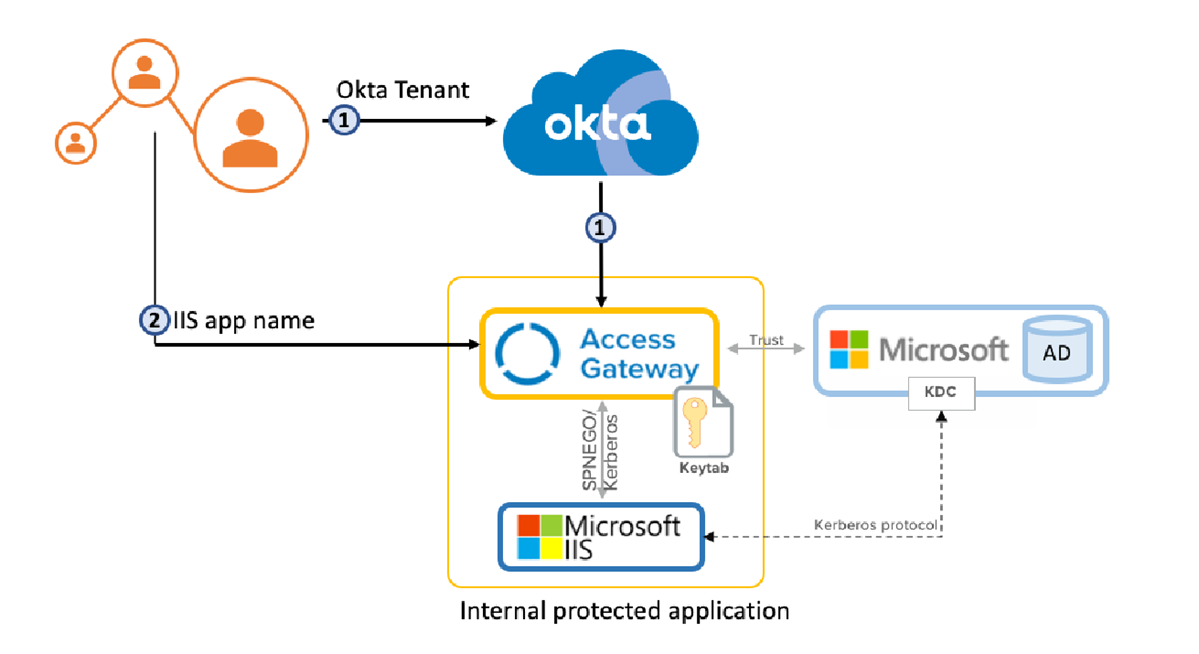 Okta Tenant
1
okta
1
2
IIS app name
Access
Gateway
Trust
Microsoft
AD
KDC
SPNEGO/
Kerberos
Keytab
Microsoft
IIS
Kerberos protocol
Internal protected application